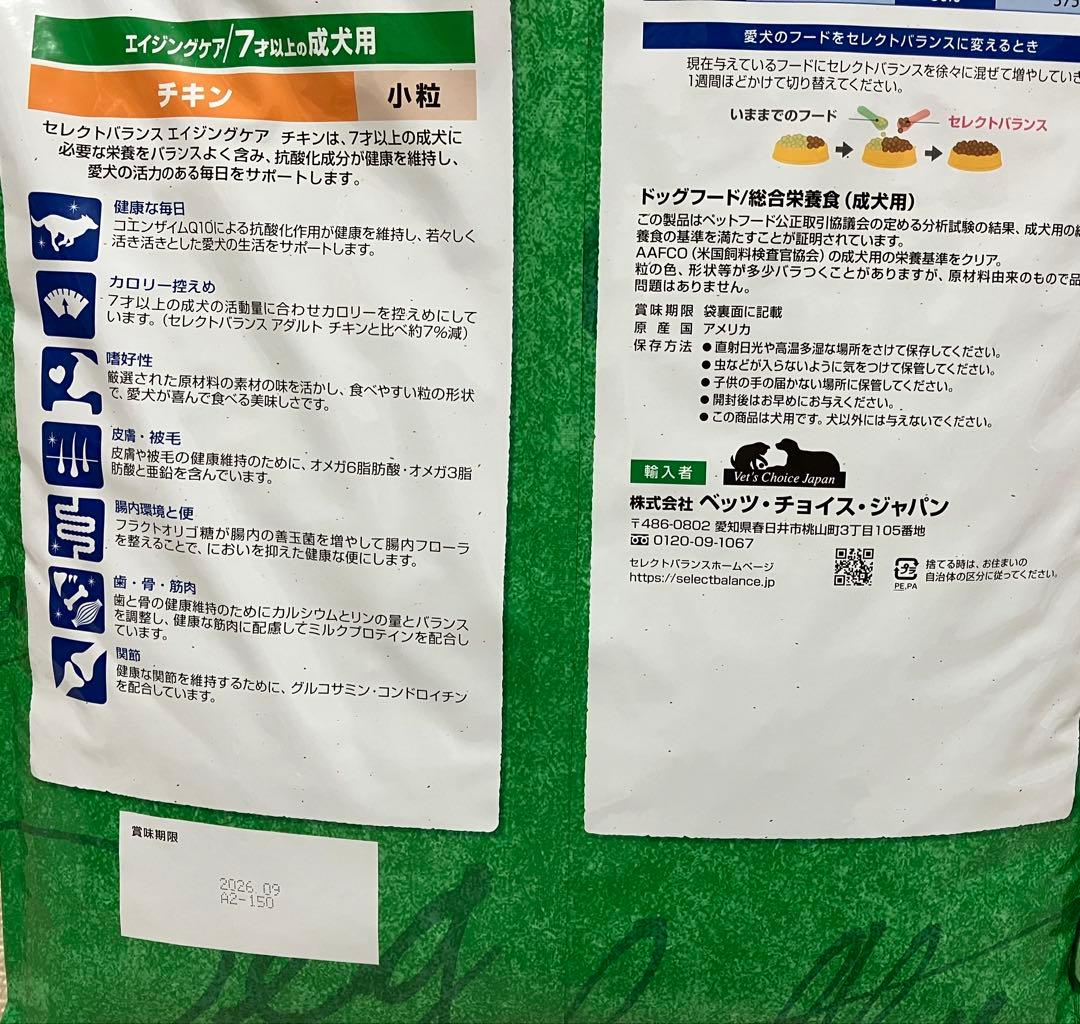 エイジングケア/7才以上の成犬用
チキン 小粒
セレクトバランス エイジングケア チキンは、7才以上の成犬に
必要な栄養をバランスよく含み、抗酸化成分が健康を維持し、
愛犬の活力のある毎日をサポートします。
健康な毎日
コエンザイムQ10による抗酸化作用が健康を維持し、若々しく
活き活きとした愛犬の生活をサポートします。
カロリー控えめ
7才以上の成犬の活動量に合わせカロリーを控えめにして
います。(セレクトバランス アダルト チキンと比べ約7%減)
嗜好性
厳選された原材料の素材の味を活かし、食べやすい粒の形状
で、愛犬が喜んで食べる美味しさです。
皮膚・被毛
皮膚や被毛の健康維持のために、オメガ6脂肪酸・オメガ3脂
肪酸と亜鉛を含んでいます。
腸内環境と便
フラクトオリゴ糖が腸内の善玉菌を増やして腸内フローラ
を整えることで、においを抑えた健康な便にします。
歯・骨・筋肉
歯と骨の健康維持のためにカルシウムとリンの量とバランス
を調整し、健康な筋肉に配慮してミルクプロテインを配合し
ています。
関節
健康な関節を維持するために、グルコサミン・コンドロイチン
を配合しています。
賞味期限
2026.09
A2-150
愛犬のフードをセレクトバランスに変えるとき
現在与えているフードにセレクトバランスを徐々に混ぜて増やしていき
1週間ほどかけて切り替えてください。
いままでのフード セレクトバランス
ドッグフード/総合栄養食(成犬用)
この製品はペットフード公正取引協議会の定める分析試験の結果、成犬用の
養食の基準を満たすことが証明されています。
AAFCO(米国飼料検査官協会)の成犬用の栄養基準をクリア。
粒の色、形状等が多少バラつくことがありますが、原材料由来のもので品
問題はありません。
賞味期限 袋裏面に記載
原産国 アメリカ
保存方法 ●直射日光や高温多湿な場所をさけて保存してください。
●虫などが入らないように気をつけて保管してください。
●子供の手の届かない場所に保管してください。
●開封後はお早めにお与えください。
●この商品は犬用です。犬以外には与えないでください。
輸入者 Vet's Choice Japan
株式会社 ベッツ・チョイス・ジャパン
〒486-0802 愛知県春日井市桃山町3丁目105番地
0120-09-1067
セレクトバランスホームページ
https://selectbalance.jp
プラ
PE,PA
捨てる時は、お住まいの
自治体の区分に従ってください。